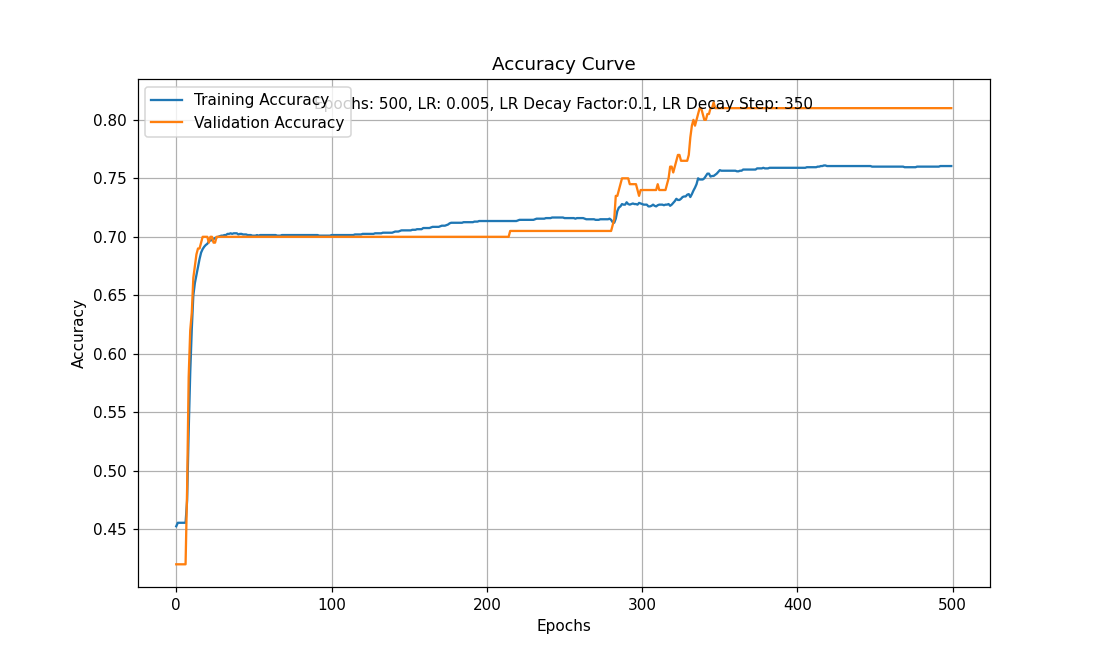 Accuracy Curve
Training Accuracy
Epochs: 500, LR: 0.005, LR Decay Factor:0.1, LR Decay Step: 350
Validation Accuracy
0.80
0.75
0.70
0.65
0.60
0.55
0.50
0.45
Accuracy
0 100 200 300 400 500
Epochs